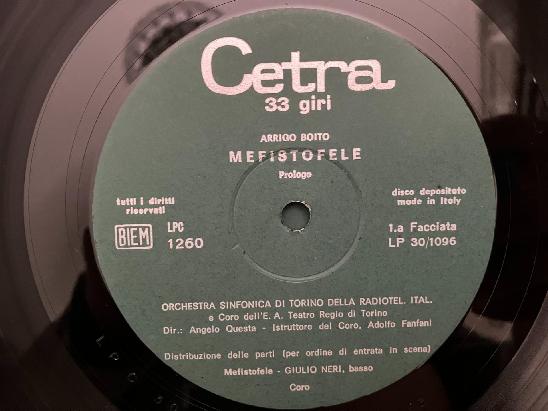 Cetra
33 giri
ARRIGO BOITO
MEFISTOFELE
Prologo
tutti i diritti
riservati
BIEM
LPC
1260
disco depositato
made in Italy
1.a Facciata
LP 30/1096
ORCHESTRA SINFONICA DI TORINO DELLA RADIOTEL. ITAL.
e Coro dell'E. A. Teatro Regio di Torino
Dir.: Angelo Questa - Istruttore del Coro, Adolfo Fanfani
Distribuzione delle parti (per ordine di entrata in scena)
Mefistofele - GIULIO NERI, basso
Coro